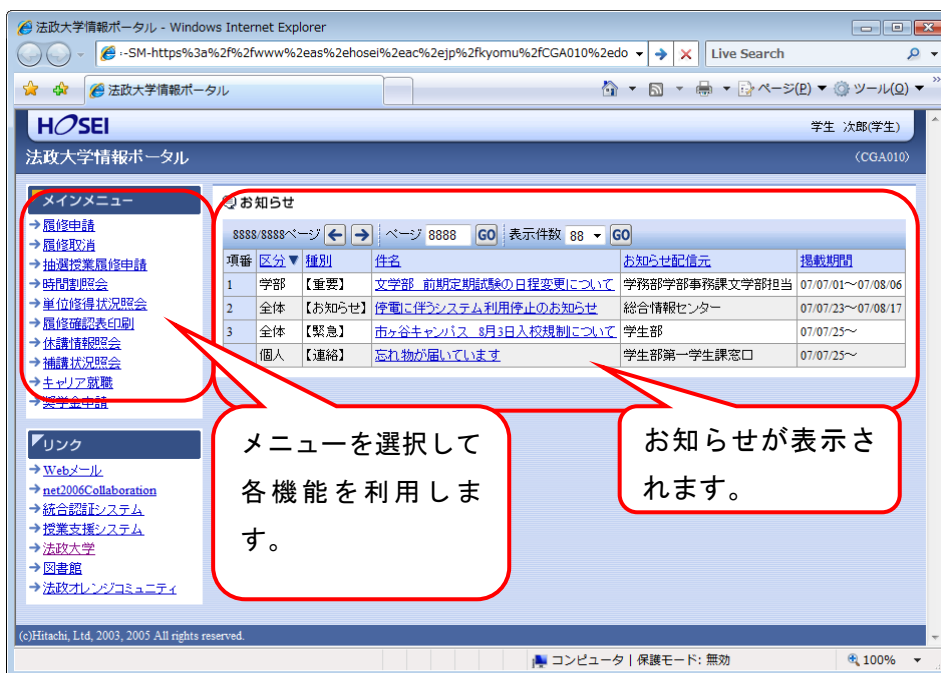 法政大学情報ポータル - Windows Internet Explorer
-SM-https%3a%2f%2fwww%2eas%2ehosei%2eac%2ejp%2fkyomu%2fCGA010%2edo
Live Search
法政大学情報ポータル
ページ(P) ツール(O)
HOSEI
学生 次郎(学生)
法政大学情報ポータル
(CGA010)
メインメニュー
履修申請
履修取消
抽選授業履修申請
時間割照会
単位修得状況照会
履修確認表印刷
休講情報照会
補講状況照会
キャリア就職
奨学金申請
リンク
Webメール
net2006Collaboration
統合認証システム
授業支援システム
法政大学
図書館
法政オレンジコミュニティ
お知らせ
8888/8888ページ ページ 8888 GO 表示件数 88 GO
項番 区分▼ 種別 件名 お知らせ配信元 掲載期間
1 学部 【重要】 文学部 前期定期試験の日程変更について 学務部学部事務課文学部担当 07/07/01～07/08/06
2 全体 【お知らせ】 停電に伴うシステム利用停止のお知らせ 総合情報センター 07/07/23～07/08/17
3 全体 【緊急】 市ヶ谷キャンパス 8月3日入校規制について 学生部 07/07/25～
個人 【連絡】 忘れ物が届いています 学生部第一学生課窓口 07/07/25～
メニューを選択して
各機能を利用しま
す。
お知らせが表示さ
れます。
(c)Hitachi, Ltd, 2003, 2005 All rights reserved.
コンピュータ | 保護モード: 無効
100%